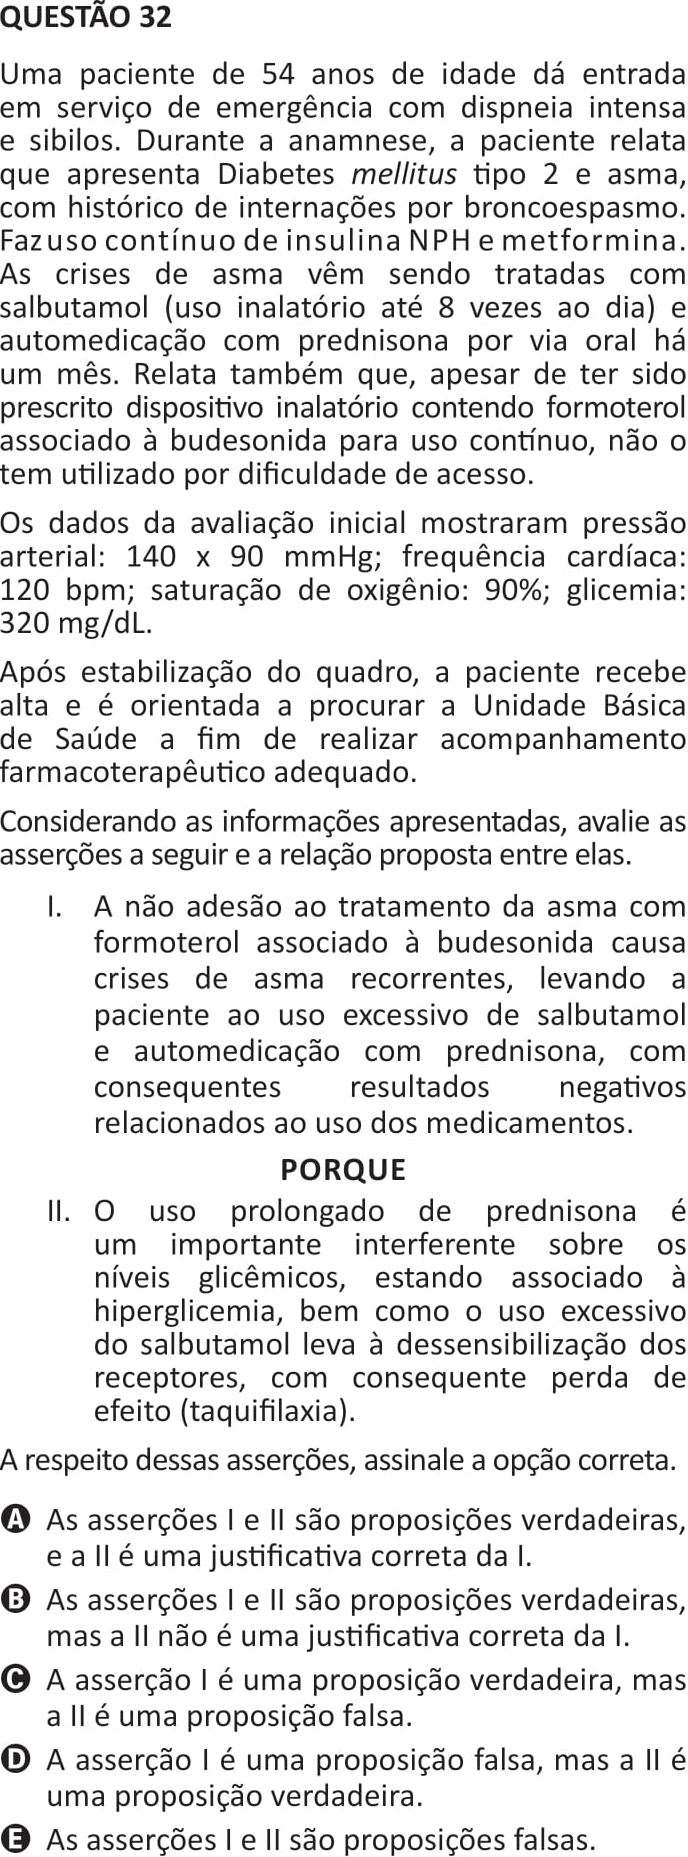 QUESTÃO 32
Uma paciente de 54 anos de idade dá entrada
em serviço de emergência com dispneia intensa
e sibilos. Durante a anamnese, a paciente relata
que apresenta Diabetes mellitus tipo 2 e asma,
com histórico de internações por broncoespasmo.
Faz uso contínuo de insulina NPH e metformina.
As crises de asma vêm sendo tratadas com
salbutamol (uso inalatório até 8 vezes ao dia) e
automedicação com prednisona por via oral há
um mês. Relata também que, apesar de ter sido
prescrito dispositivo inalatório contendo formoterol
associado à budesonida para uso contínuo, não o
tem utilizado por dificuldade de acesso.
Os dados da avaliação inicial mostraram pressão
arterial: 140 x 90 mmHg; frequência cardíaca:
120 bpm; saturação de oxigênio: 90%; glicemia:
320 mg/dL.
Após estabilização do quadro, a paciente recebe
alta e é orientada a procurar a Unidade Básica
de Saúde a fim de realizar acompanhamento
farmacoterapêutico adequado.
Considerando as informações apresentadas, avalie as
asserções a seguir e a relação proposta entre elas.
I. A não adesão ao tratamento da asma com
formoterol associado à budesonida causa
crises de asma recorrentes, levando a
paciente ao uso excessivo de salbutamol
e automedicação com prednisona, com
consequentes resultados negativos
relacionados ao uso dos medicamentos.
PORQUE
II. O uso prolongado de prednisona é
um importante interferente sobre os
níveis glicêmicos, estando associado à
hiperglicemia, bem como o uso excessivo
do salbutamol leva à dessensibilização dos
receptores, com consequente perda de
efeito (taquifilaxia).
A respeito dessas asserções, assinale a opção correta.
A As asserções I e II são proposições verdadeiras,
e a II é uma justificativa correta da I.
B As asserções I e II são proposições verdadeiras,
mas a II não é uma justificativa correta da I.
C A asserção I é uma proposição verdadeira, mas
a II é uma proposição falsa.
D A asserção I é uma proposição falsa, mas a II é
uma proposição verdadeira.
E As asserções I e II são proposições falsas.